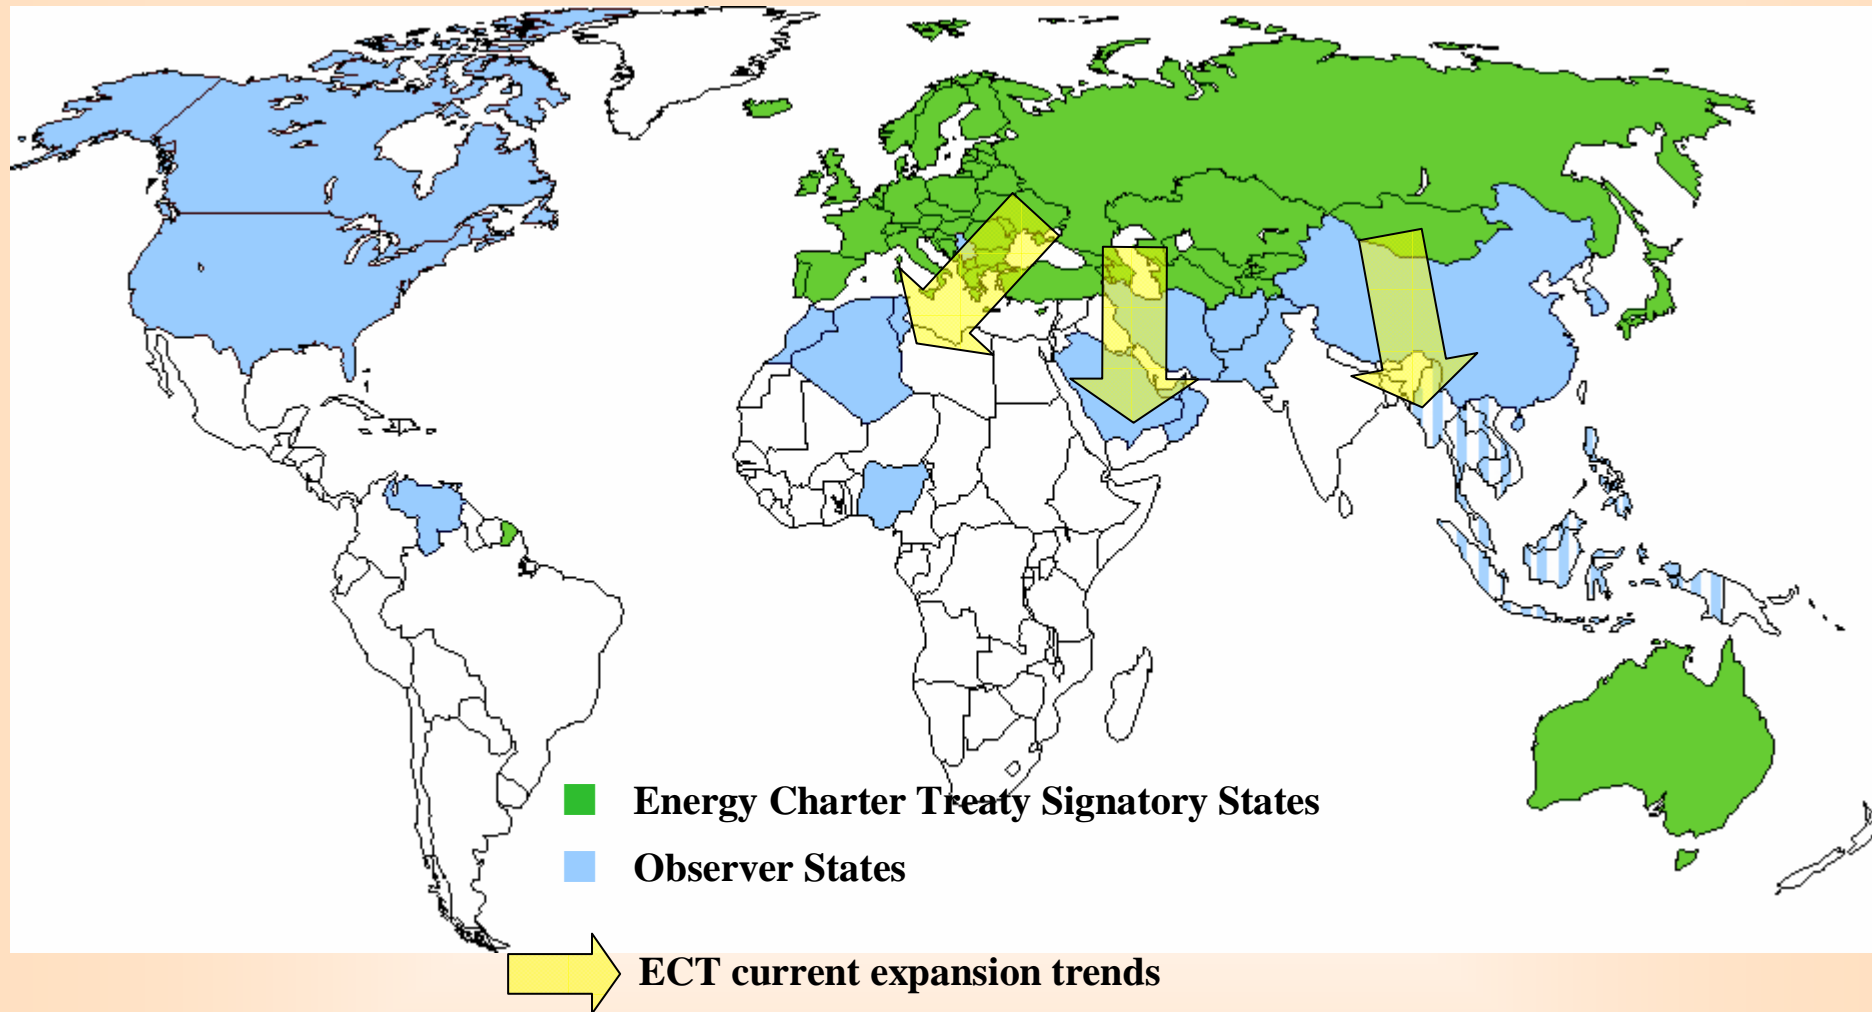 Energy Charter Treaty Signatory States
Observer States
ECT current expansion trends